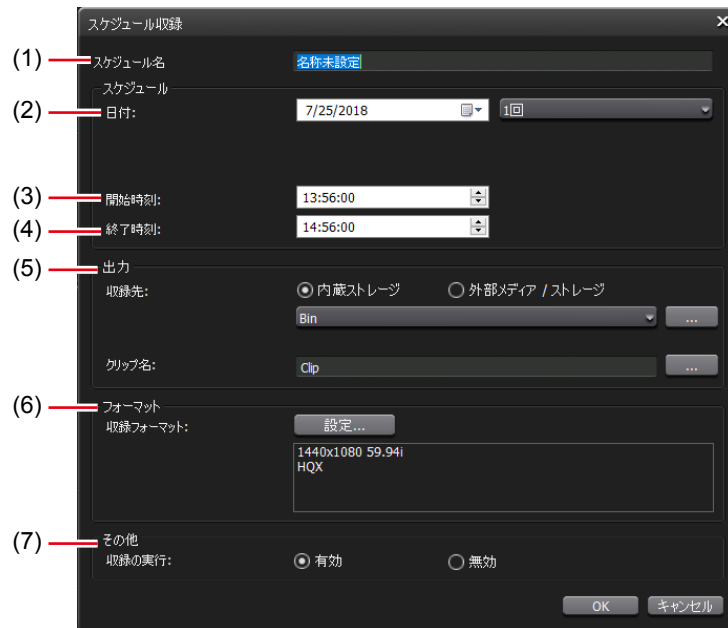 スケジュール収録
(1) スケジュール名 名称未設定
スケジュール
(2) 日付: 7/25/2018 1回
(3) 開始時刻: 13:56:00
(4) 終了時刻: 14:56:00
(5) 出力
収録先: 内蔵ストレージ 外部メディア / ストレージ
Bin ...
クリップ名: Clip ...
(6) フォーマット
収録フォーマット: 設定...
1440x1080 59.94i
HQX
(7) その他
収録の実行: 有効 無効
OK キャンセル